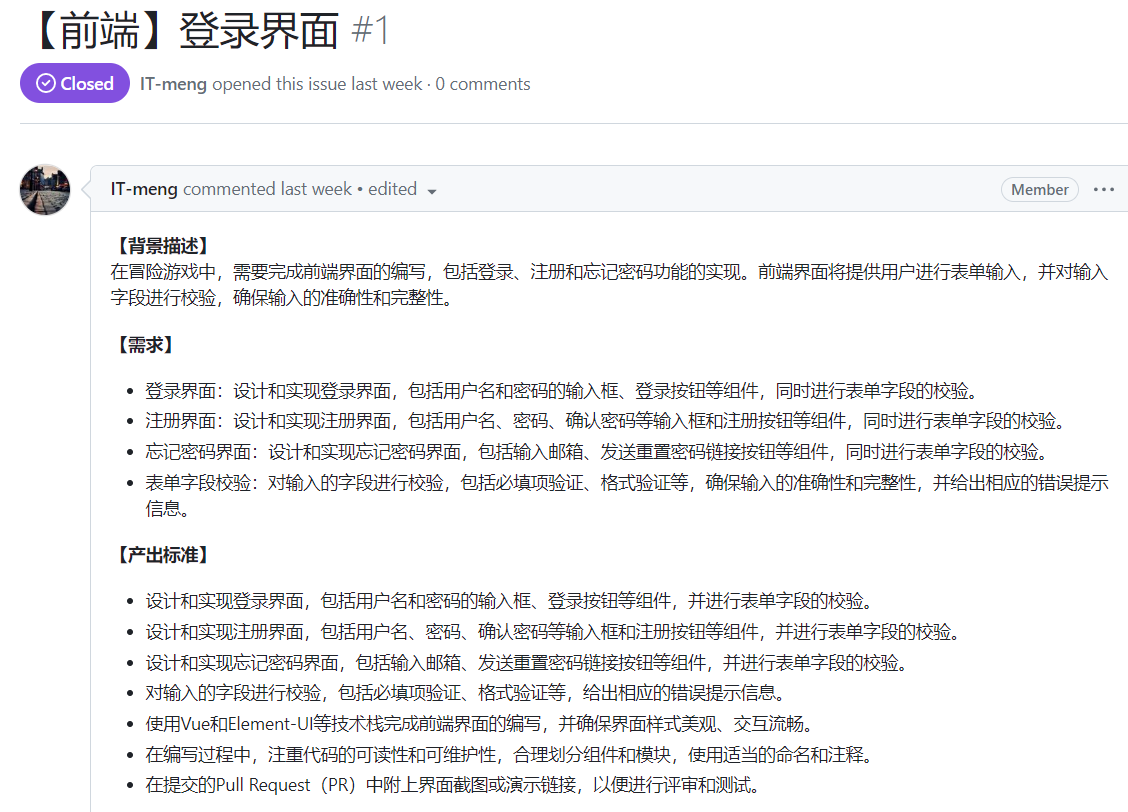 【前端】登录界面 #1
Closed IT-meng opened this issue last week · 0 comments
IT-meng commented last week • edited
Member ···
【背景描述】
在冒险游戏中，需要完成前端界面的编写，包括登录、注册和忘记密码功能的实现。前端界面将提供用户进行表单输入，并对输入
字段进行校验，确保输入的准确性和完整性。
【需求】
• 登录界面：设计和实现登录界面，包括用户名和密码的输入框、登录按钮等组件，同时进行表单字段的校验。
• 注册界面：设计和实现注册界面，包括用户名、密码、确认密码等输入框和注册按钮等组件，同时进行表单字段的校验。
• 忘记密码界面：设计和实现忘记密码界面，包括输入邮箱、发送重置密码链接按钮等组件，同时进行表单字段的校验。
• 表单字段校验：对输入的字段进行校验，包括必填项验证、格式验证等，确保输入的准确性和完整性，并给出相应的错误提示
信息。
【产出标准】
• 设计和实现登录界面，包括用户名和密码的输入框、登录按钮等组件，并进行表单字段的校验。
• 设计和实现注册界面，包括用户名、密码、确认密码等输入框和注册按钮等组件，并进行表单字段的校验。
• 设计和实现忘记密码界面，包括输入邮箱、发送重置密码链接按钮等组件，并进行表单字段的校验。
• 对输入的字段进行校验，包括必填项验证、格式验证等，给出相应的错误提示信息。
• 使用Vue和Element-UI等技术栈完成前端界面的编写，并确保界面样式美观、交互流畅。
• 在编写过程中，注重代码的可读性和可维护性，合理划分组件和模块，使用适当的命名和注释。
• 在提交的Pull Request（PR）中附上界面截图或演示链接，以便进行评审和测试。